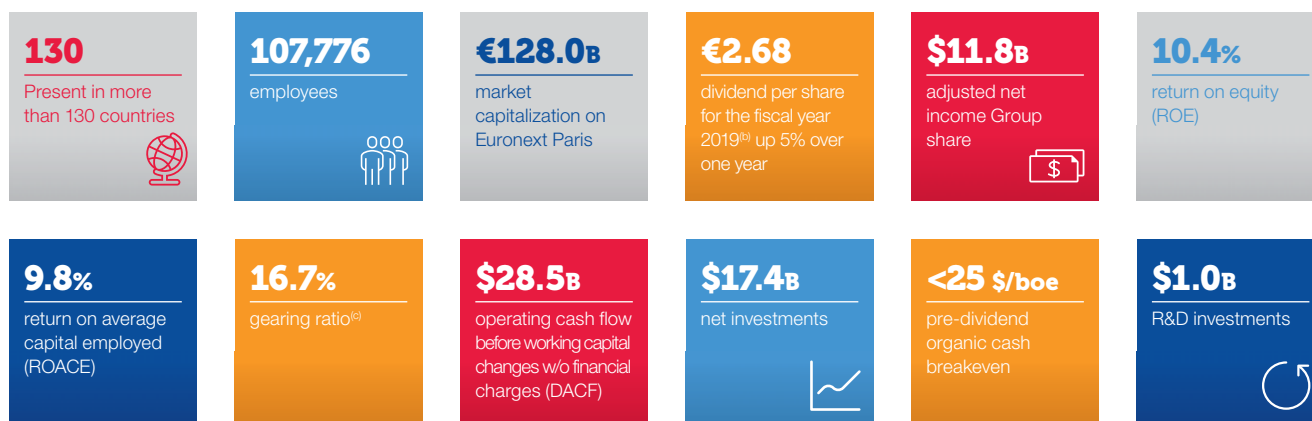 130
Present in more
than 130 countries
107,776
employees
€128.0B
market
capitalization on
Euronext Paris
€2.68
dividend per share
for the fiscal year
2019(b) up 5% over
one year
$11.8B
adjusted net
income Group
share
$
10.4%
return on equity
(ROE)
9.8%
return on average
capital employed
(ROACE)
16.7%
gearing ratio(c)
$28.5B
operating cash flow
before working capital
changes w/o financial
charges (DACF)
$17.4B
net investments
<25 $/boe
pre-dividend
organic cash
breakeven
$1.0B
R&D investments